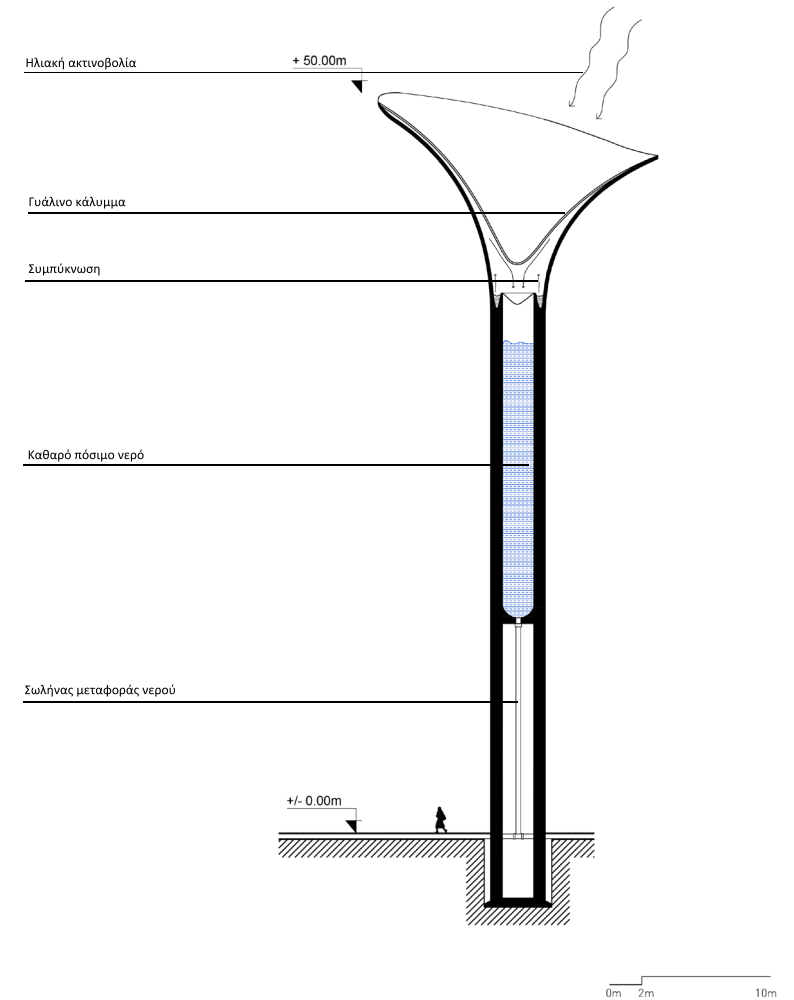 Ηλιακή ακτινοβολία
+ 50.00m
Γυάλινο κάλυμμα
Συμπύκνωση
Καθαρό πόσιμο νερό
Σωλήνας μεταφοράς νερού
+/- 0.00m
0m 2m 10m